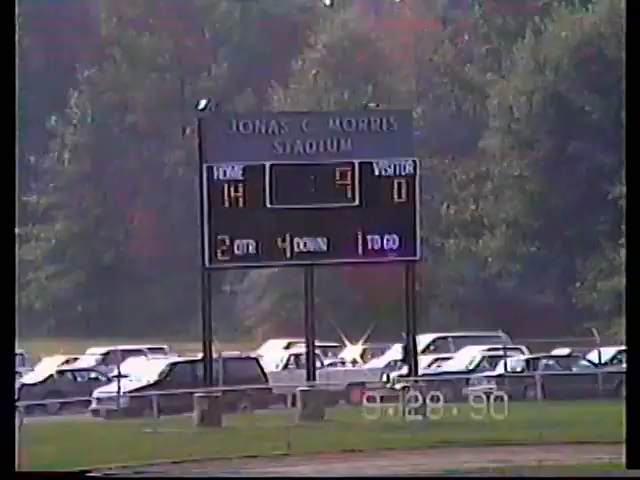 JONAS C MORRIS
STADIUM
HOME : 9 VISITOR
14 0
2 QTR 4 DOWN 1 TO GO
9.28.90